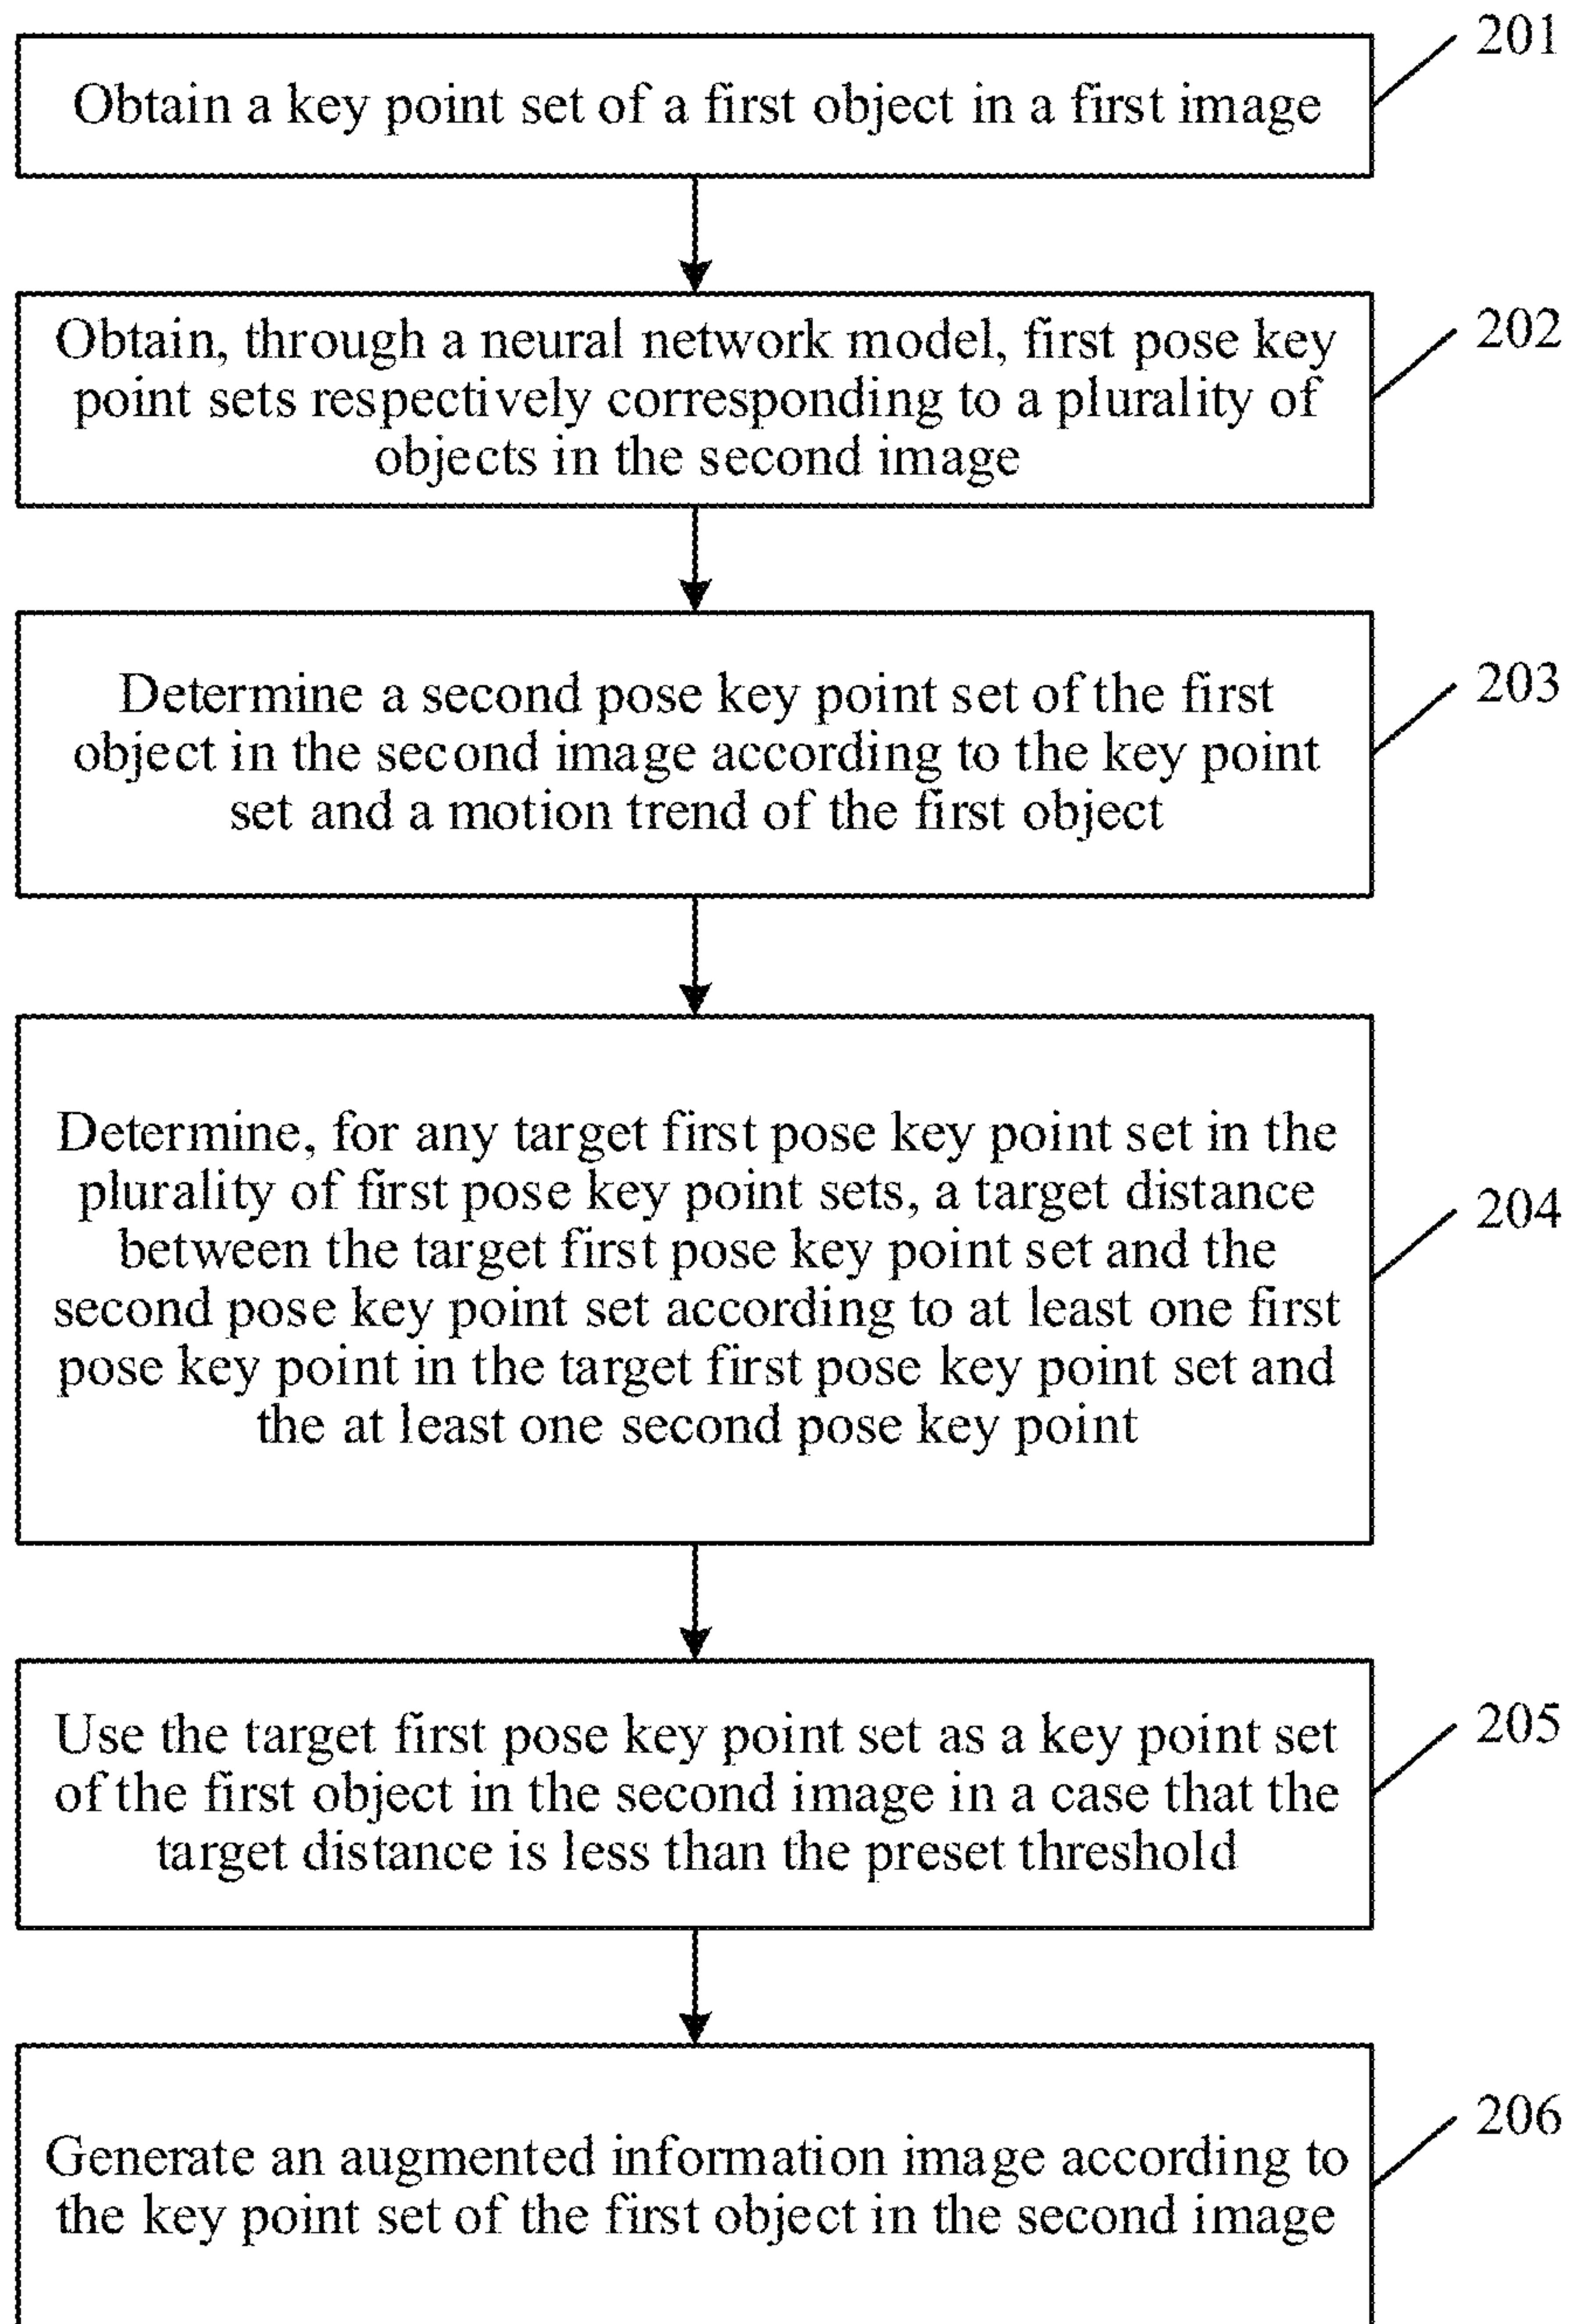 201
Obtain a key point set of a first object in a first image
202
Obtain, through a neural network model, first pose key
point sets respectively corresponding to a plurality of
objects in the second image
203
Determine a second pose key point set of the first
object in the second image according to the key point
set and a motion trend of the first object
204
Determine, for any target first pose key point set in the
plurality of first pose key point sets, a target distance
between the target first pose key point set and the
second pose key point set according to at least one first
pose key point in the target first pose key point set and
the at least one second pose key point
205
Use the target first pose key point set as a key point set
of the first object in the second image in a case that the
target distance is less than the preset threshold
206
Generate an augmented information image according to
the key point set of the first object in the second image